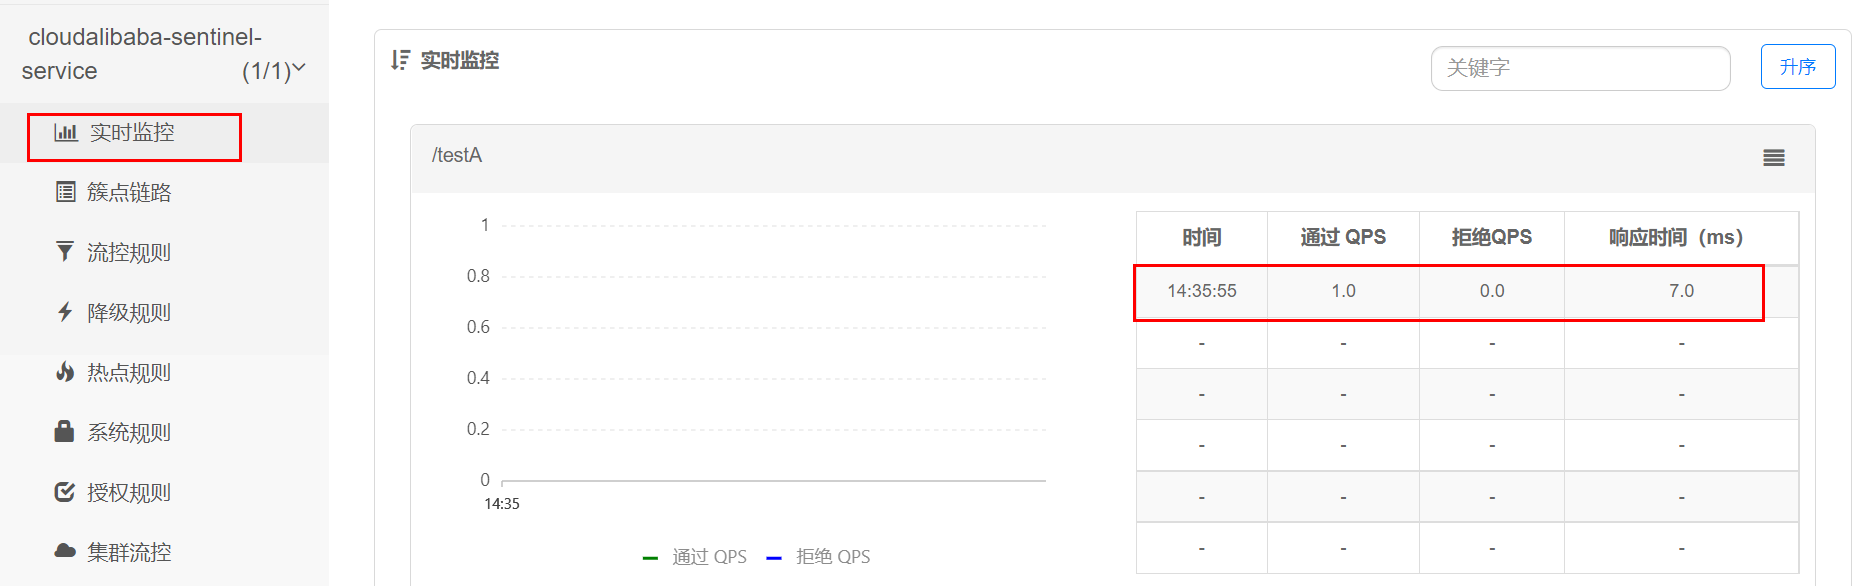 cloudalibaba-sentinel-
service (1/1)
实时监控
簇点链路
流控规则
降级规则
热点规则
系统规则
授权规则
集群流控
实时监控
关键字
升序
/testA
1
0.8
0.6
0.4
0.2
0
14:35
通过 QPS 拒绝 QPS
时间 通过 QPS 拒绝QPS 响应时间（ms）
14:35:55 1.0 0.0 7.0
- - - -
- - - -
- - - -
- - - -
- - - -